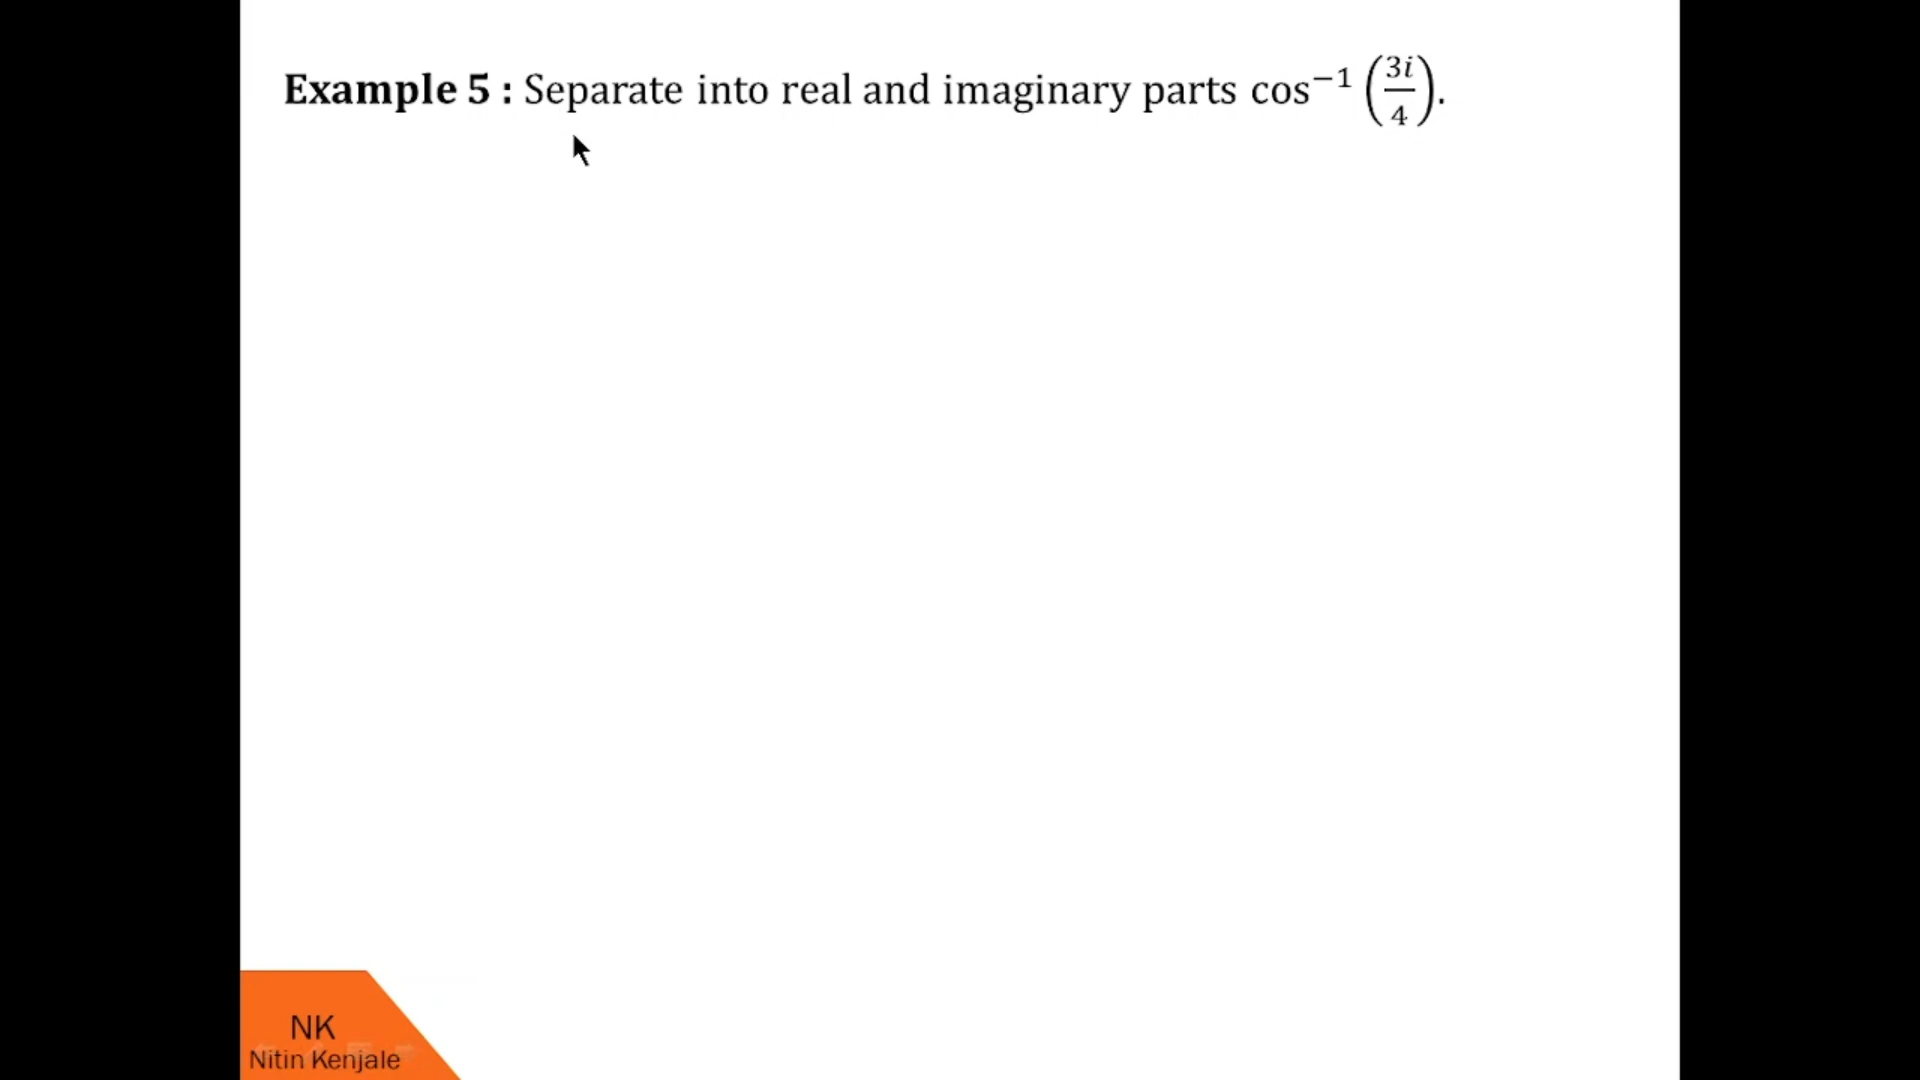 Example 5 : Separate into real and imaginary parts cos⁻¹ (3i/4).
NK
Nitin Kenjale